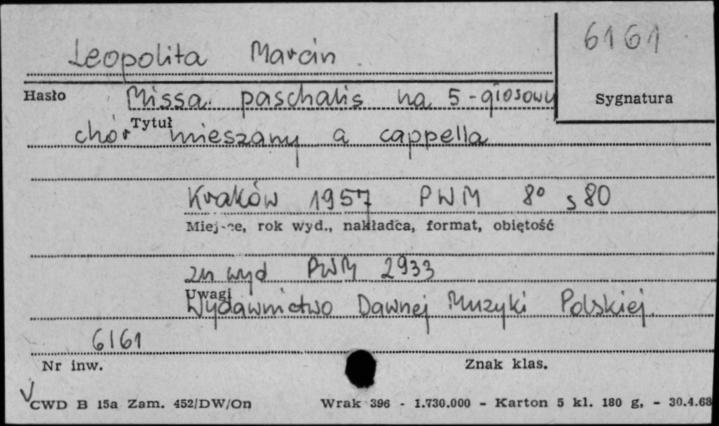 6161
Leopolita Marcin
Hasło
Sygnatura
Missa paschalis na 5-głosowy
Tytuł
chór mieszany a cappella
Kraków 1957 PWM 8° s 80
Miejsce, rok wyd., nakładca, format, obiętość
zn wyd PWM 2933
Uwagi
Wydawnictwo Dawnej Muzyki Polskiej.
6161
Nr inw.
Znak klas.
CWD B 15a Zam. 452/DW/On Wrak 396 - 1.730.000 - Karton 5 kl. 180 g. - 30.4.68